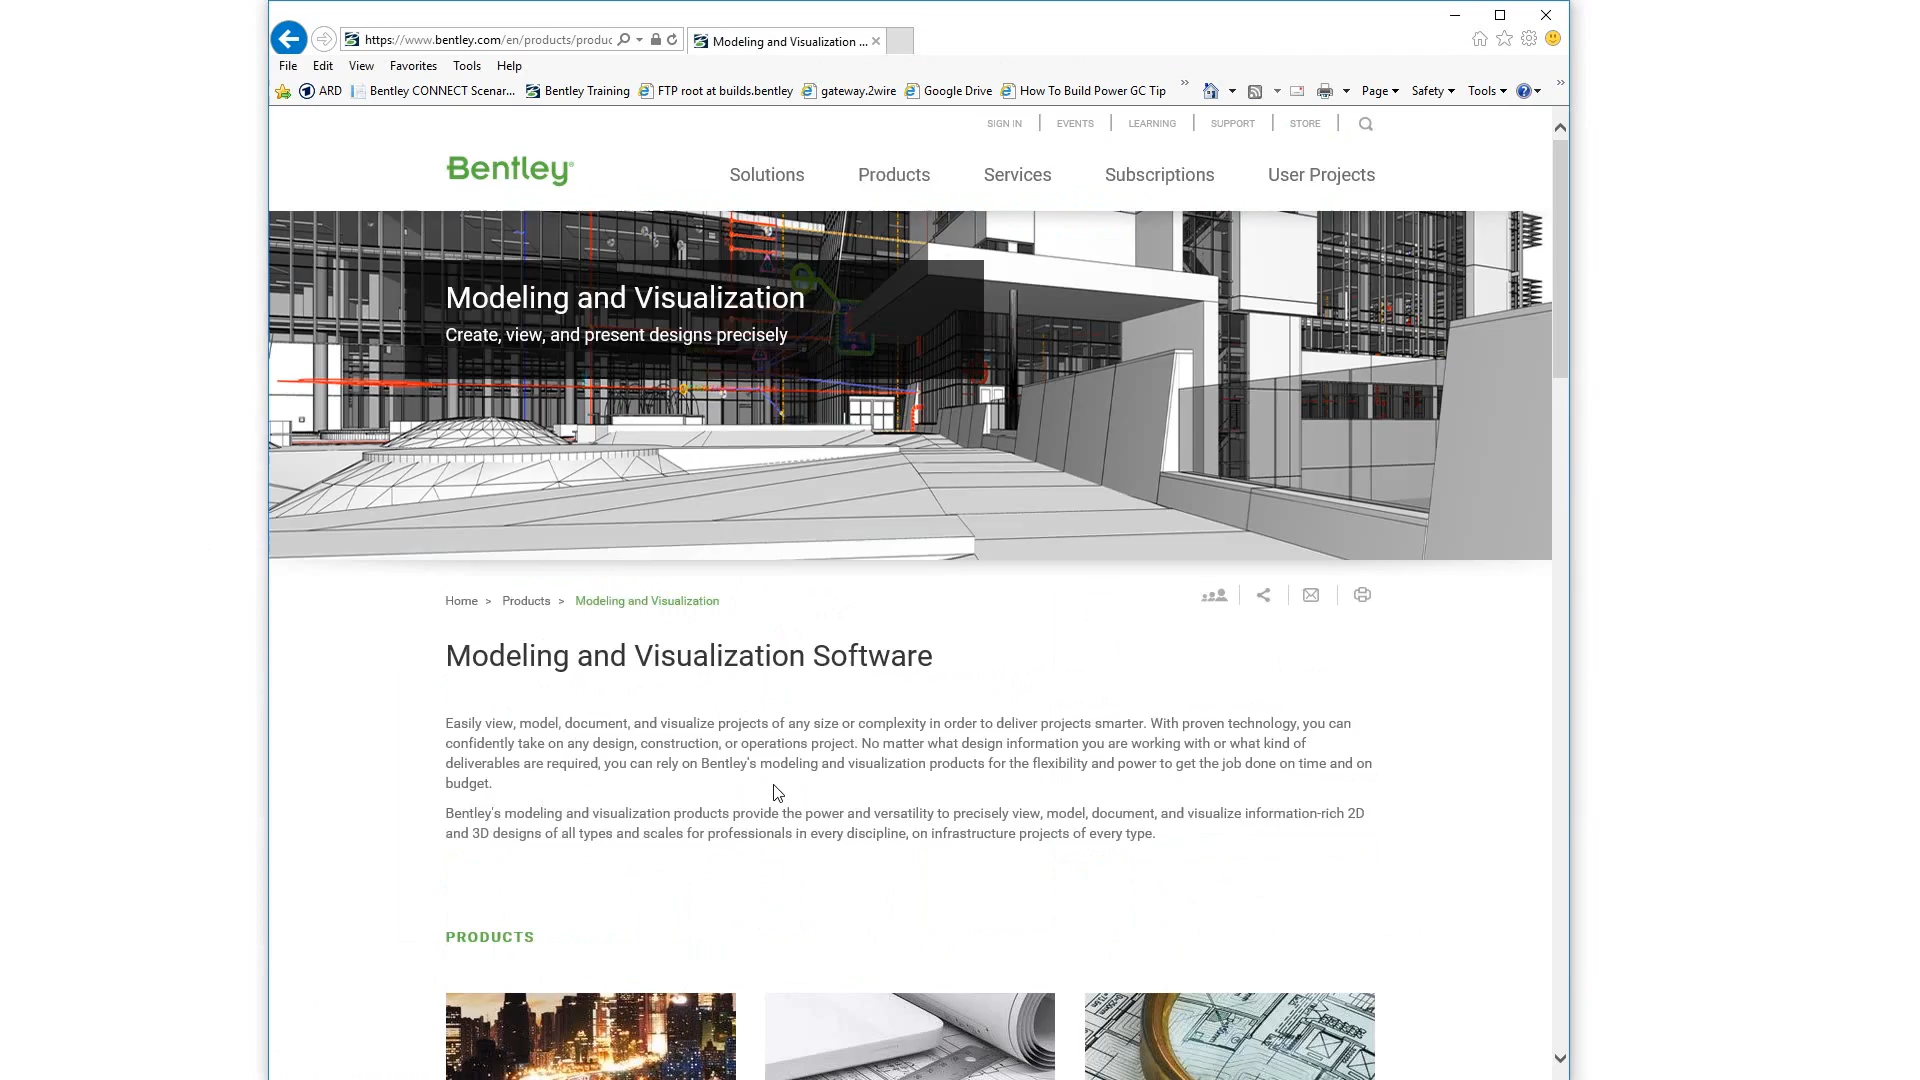 https://www.bentley.com/en/products/produc
Modeling and Visualization ...
File Edit View Favorites Tools Help
ARD Bentley CONNECT Scenar... Bentley Training FTP root at builds.bentley gateway.2wire Google Drive How To Build Power GC Tip Page Safety Tools
SIGN IN EVENTS LEARNING SUPPORT STORE
Bentley
Solutions Products Services Subscriptions User Projects
Modeling and Visualization
Create, view, and present designs precisely
Home > Products > Modeling and Visualization
Modeling and Visualization Software
Easily view, model, document, and visualize projects of any size or complexity in order to deliver projects smarter. With proven technology, you can
confidently take on any design, construction, or operations project. No matter what design information you are working with or what kind of
deliverables are required, you can rely on Bentley's modeling and visualization products for the flexibility and power to get the job done on time and on
budget.
Bentley's modeling and visualization products provide the power and versatility to precisely view, model, document, and visualize information-rich 2D
and 3D designs of all types and scales for professionals in every discipline, on infrastructure projects of every type.
PRODUCTS